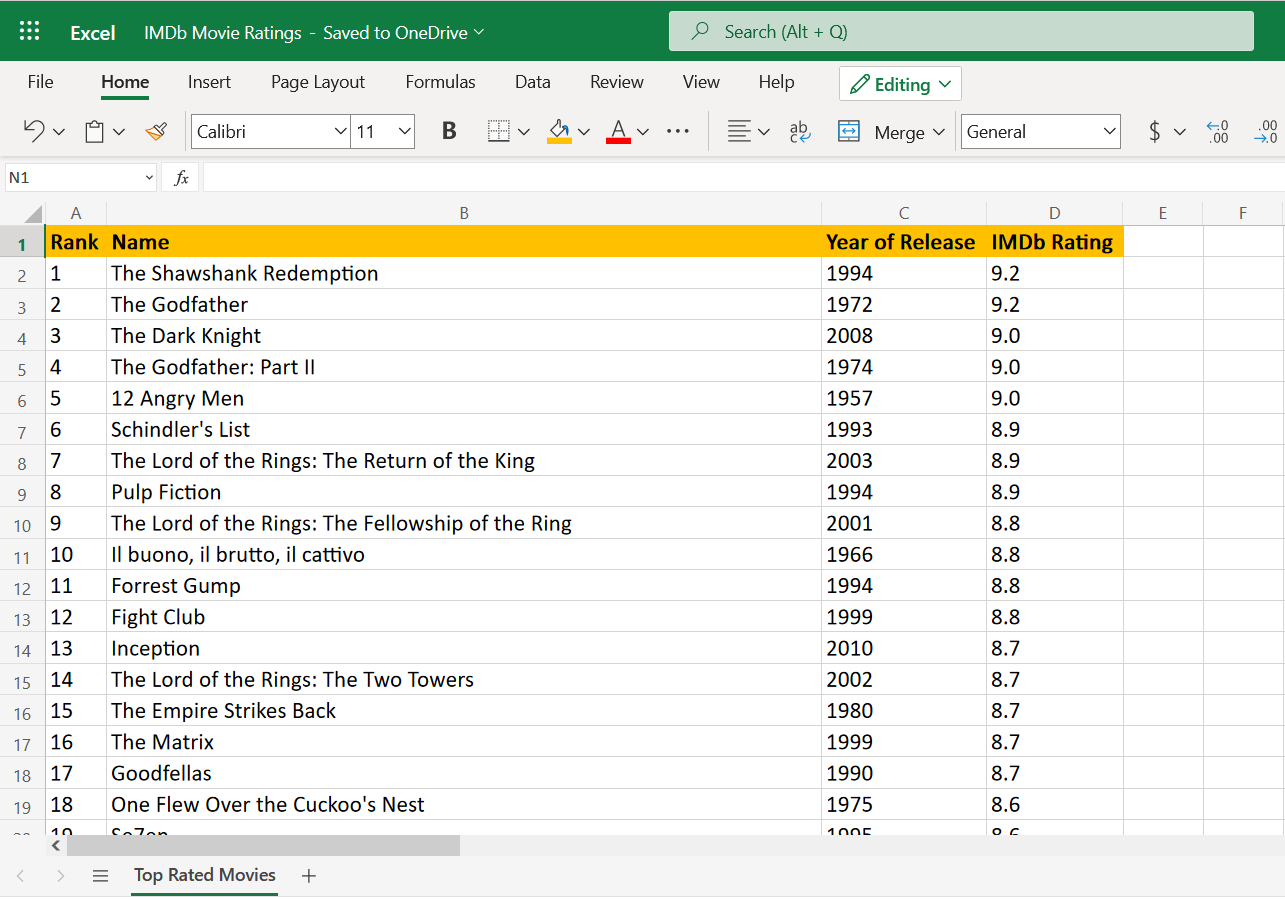 Excel IMDb Movie Ratings - Saved to OneDrive Search (Alt + Q)
File Home Insert Page Layout Formulas Data Review View Help Editing
Calibri 11 B A ... ab c Merge General $ .0 .00 .00 .0
N1 fx
A B C D E F
1 Rank Name Year of Release IMDb Rating
2 1 The Shawshank Redemption 1994 9.2
3 2 The Godfather 1972 9.2
4 3 The Dark Knight 2008 9.0
5 4 The Godfather: Part II 1974 9.0
6 5 12 Angry Men 1957 9.0
7 6 Schindler's List 1993 8.9
8 7 The Lord of the Rings: The Return of the King 2003 8.9
9 8 Pulp Fiction 1994 8.9
10 9 The Lord of the Rings: The Fellowship of the Ring 2001 8.8
11 10 Il buono, il brutto, il cattivo 1966 8.8
12 11 Forrest Gump 1994 8.8
13 12 Fight Club 1999 8.8
14 13 Inception 2010 8.7
15 14 The Lord of the Rings: The Two Towers 2002 8.7
16 15 The Empire Strikes Back 1980 8.7
17 16 The Matrix 1999 8.7
18 17 Goodfellas 1990 8.7
19 18 One Flew Over the Cuckoo's Nest 1975 8.6
19 Se7en 1995 8.6
Top Rated Movies +